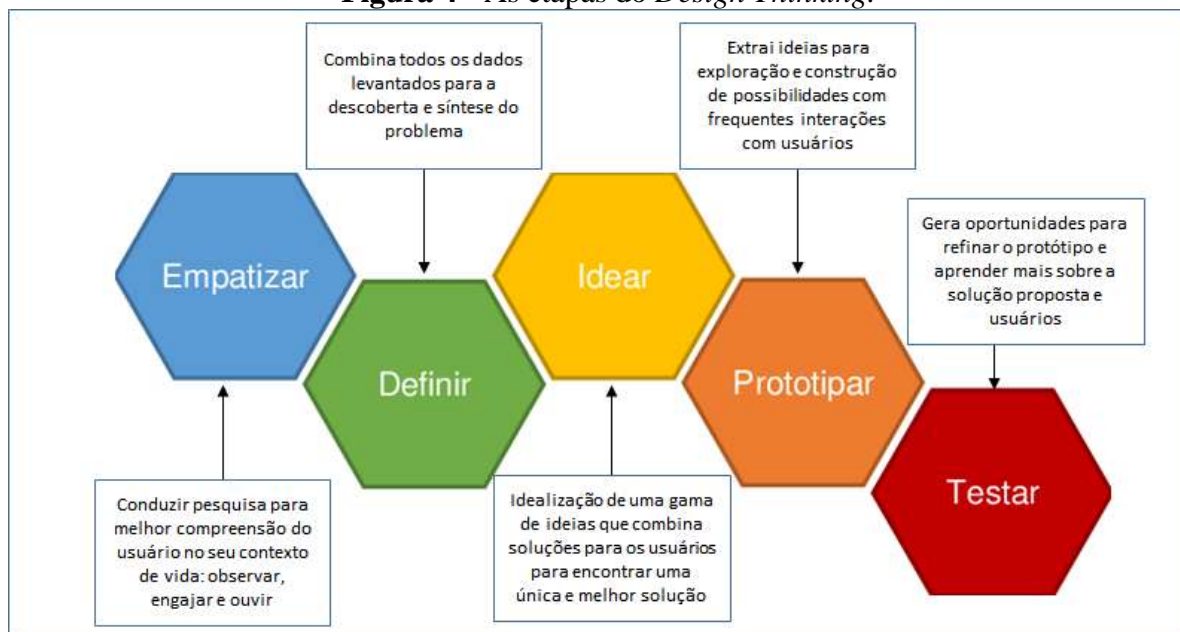 Figura 4 - As etapas do Design Thinking.
Combina todos os dados
levantados para a
descoberta e síntese do
problema
Extrai ideias para
exploração e construção
de possibilidades com
frequentes interações
com usuários
Gera oportunidades para
refinar o protótipo e
aprender mais sobre a
solução proposta e
usuários
Empatizar
Definir
Idear
Prototipar
Testar
Conduzir pesquisa para
melhor compreensão do
usuário no seu contexto
de vida: observar,
engajar e ouvir
Idealização de uma gama
de ideias que combina
soluções para os usuários
para encontrar uma
única e melhor solução